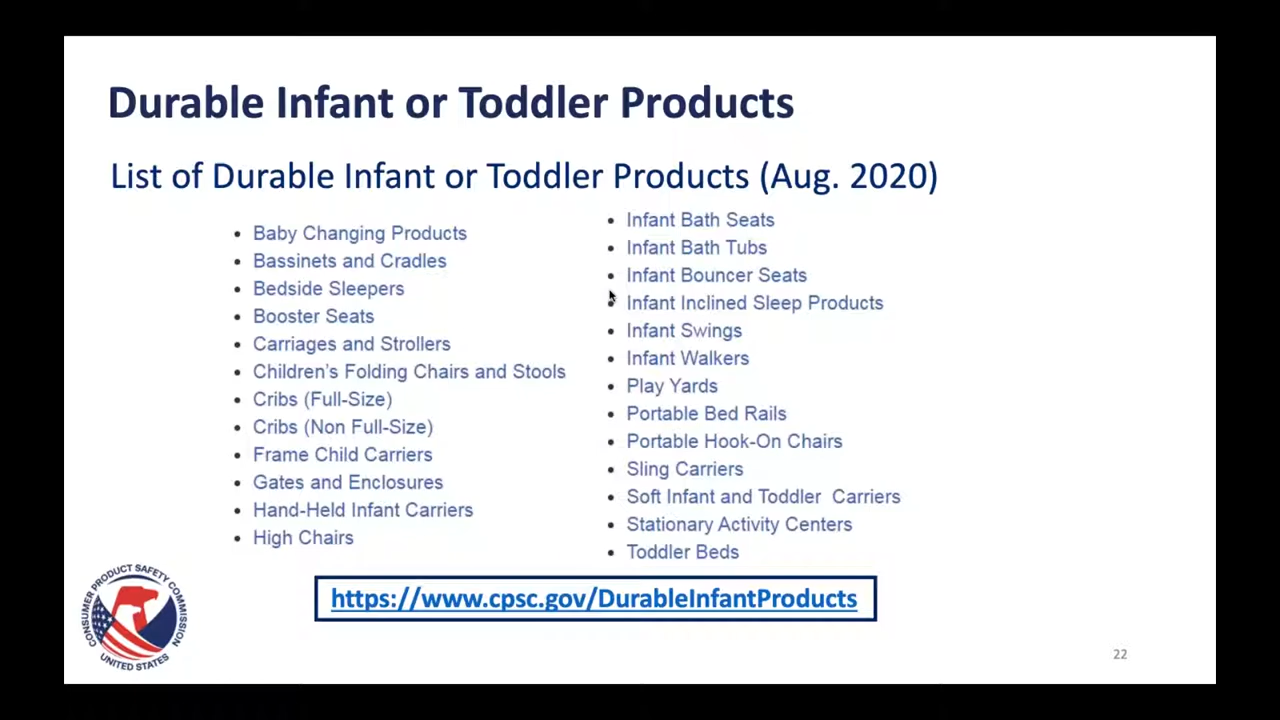 Durable Infant or Toddler Products
List of Durable Infant or Toddler Products (Aug. 2020)
• Baby Changing Products
• Bassinets and Cradles
• Bedside Sleepers
• Booster Seats
• Carriages and Strollers
• Children’s Folding Chairs and Stools
• Cribs (Full-Size)
• Cribs (Non Full-Size)
• Frame Child Carriers
• Gates and Enclosures
• Hand-Held Infant Carriers
• High Chairs
• Infant Bath Seats
• Infant Bath Tubs
• Infant Bouncer Seats
• Infant Inclined Sleep Products
• Infant Swings
• Infant Walkers
• Play Yards
• Portable Bed Rails
• Portable Hook-On Chairs
• Sling Carriers
• Soft Infant and Toddler  Carriers
• Stationary Activity Centers
• Toddler Beds
https://www.cpsc.gov/DurableInfantProducts
CONSUMER PRODUCT SAFETY COMMISSION
UNITED STATES
22